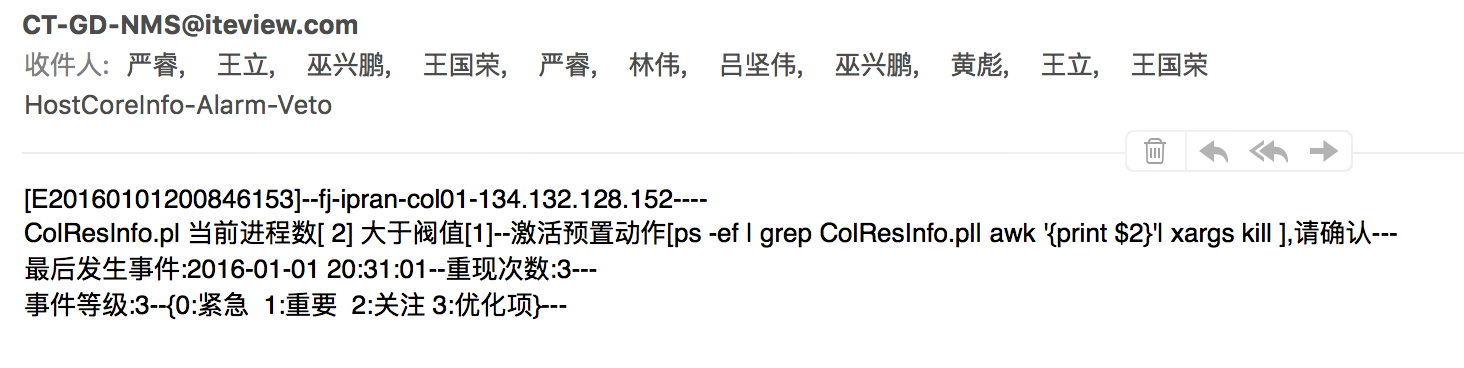 CT-GD-NMS@iteview.com
收件人: 严睿, 王立, 巫兴鹏, 王国荣, 严睿, 林伟, 吕坚伟, 巫兴鹏, 黄彪, 王立, 王国荣
HostCoreInfo-Alarm-Veto
[E20160101200846153]--fj-ipran-col01-134.132.128.152----
ColResInfo.pl 当前进程数[ 2] 大于阀值[1]--激活预置动作[ps -ef | grep ColResInfo.pl| awk '{print $2}'| xargs kill ],请确认---
最后发生事件:2016-01-01 20:31:01--重现次数:3---
事件等级:3--{0:紧急 1:重要 2:关注 3:优化项}---